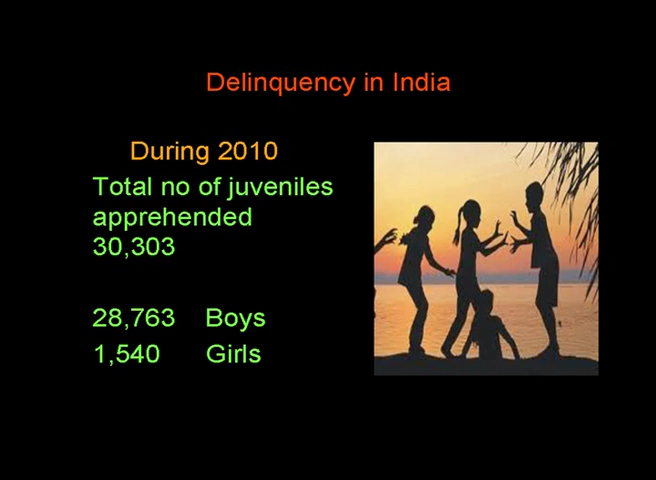 Delinquency in India
During 2010
Total no of juveniles
apprehended
30,303
28,763 Boys
1,540 Girls